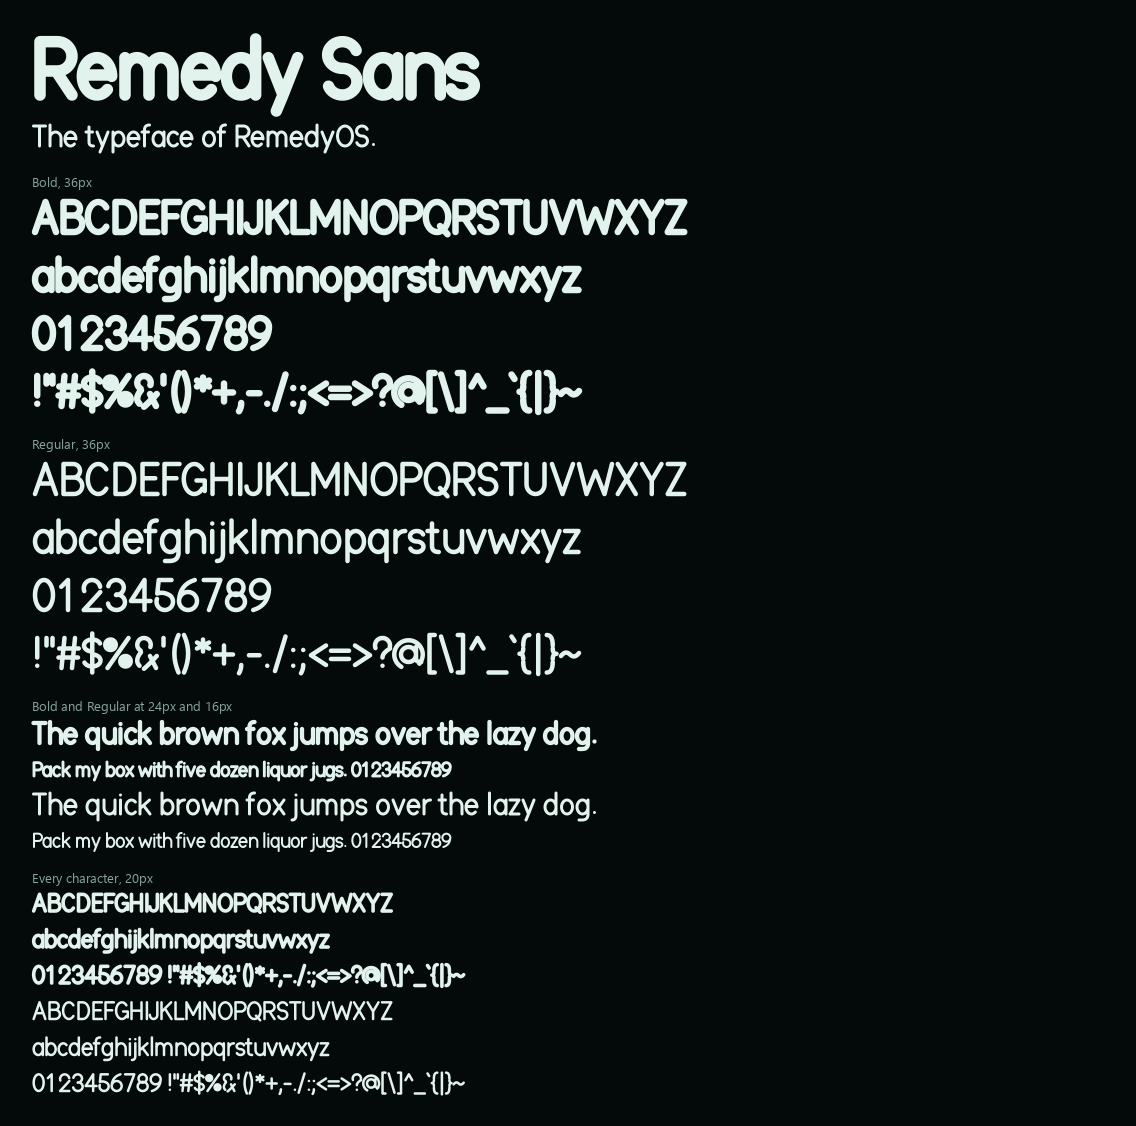 Remedy Sans
The typeface of RemedyOS.
Bold, 36px
ABCDEFGHIJKLMNOPQRSTUVWXYZ
abcdefghijklmnopqrstuvwxyz
0123456789
!"#$%&'()*+,-./:;<=>?@[\]^_`{|}~
Regular, 36px
ABCDEFGHIJKLMNOPQRSTUVWXYZ
abcdefghijklmnopqrstuvwxyz
0123456789
!"#$%&'()*+,-./:;<=>?@[\]^_`{|}~
Bold and Regular at 24px and 16px
The quick brown fox jumps over the lazy dog.
Pack my box with five dozen liquor jugs. 0123456789
The quick brown fox jumps over the lazy dog.
Pack my box with five dozen liquor jugs. 0123456789
Every character, 20px
ABCDEFGHIJKLMNOPQRSTUVWXYZ
abcdefghijklmnopqrstuvwxyz
0123456789 !"#$%&'()*+,-./:;<=>?@[\]^_`{|}~
ABCDEFGHIJKLMNOPQRSTUVWXYZ
abcdefghijklmnopqrstuvwxyz
0123456789 !"#$%&'()*+,-./:;<=>?@[\]^_`{|}~